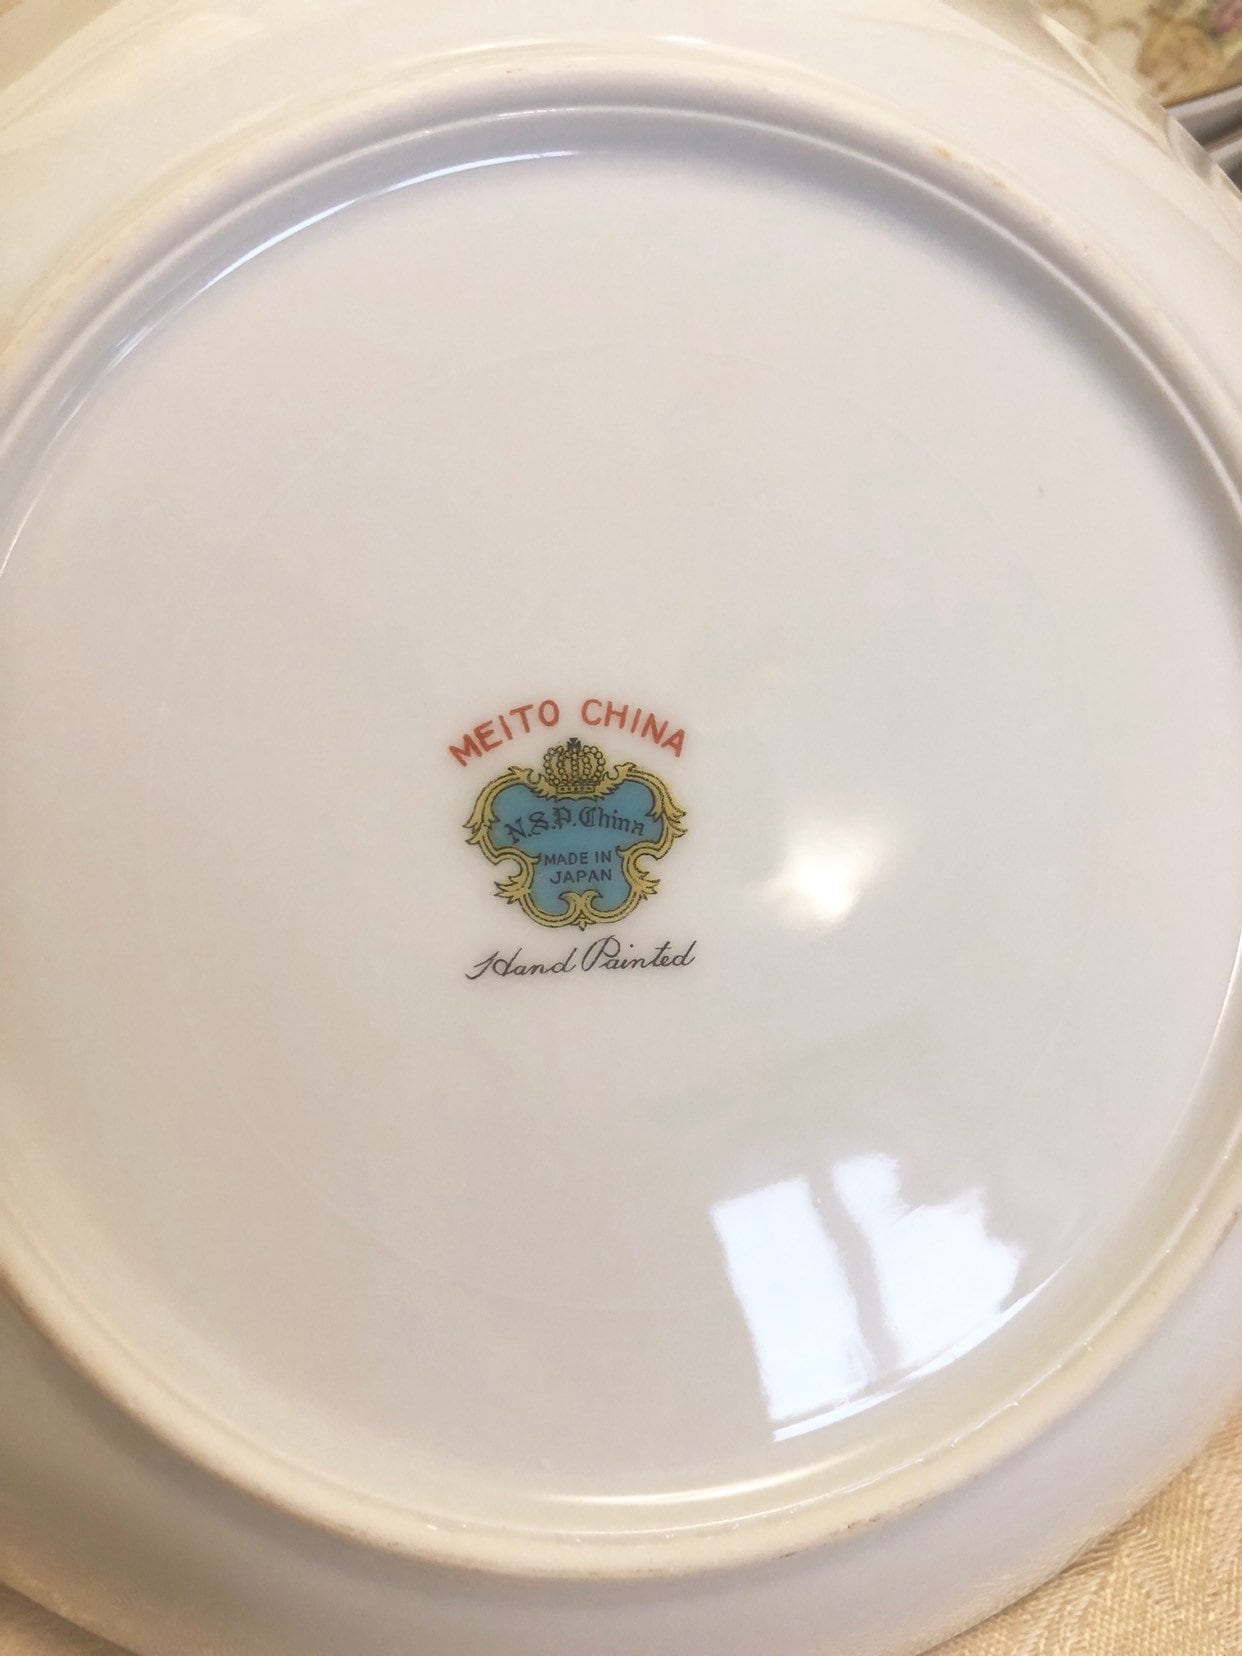 MEITO CHINA
N.S.P. China
MADE IN
JAPAN
Hand Painted